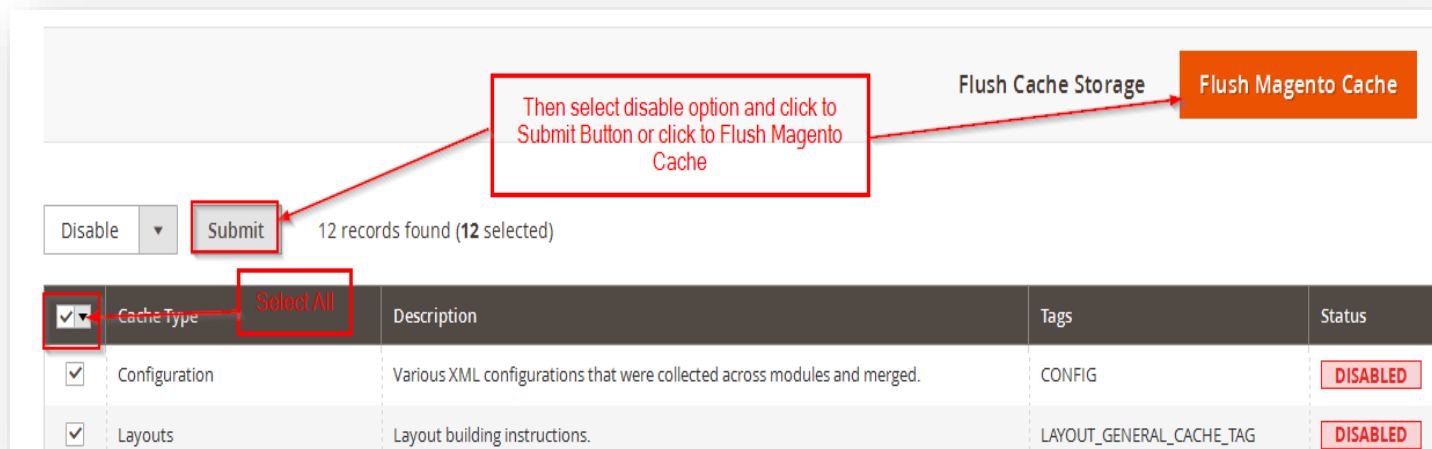 Flush Cache Storage
Flush Magento Cache
Then select disable option and click to
Submit Button or click to Flush Magento
Cache
Disable
Submit
12 records found (12 selected)
Select All
Cache Type
Description
Tags
Status
Configuration
Various XML configurations that were collected across modules and merged.
CONFIG
DISABLED
Layouts
Layout building instructions.
LAYOUT_GENERAL_CACHE_TAG
DISABLED